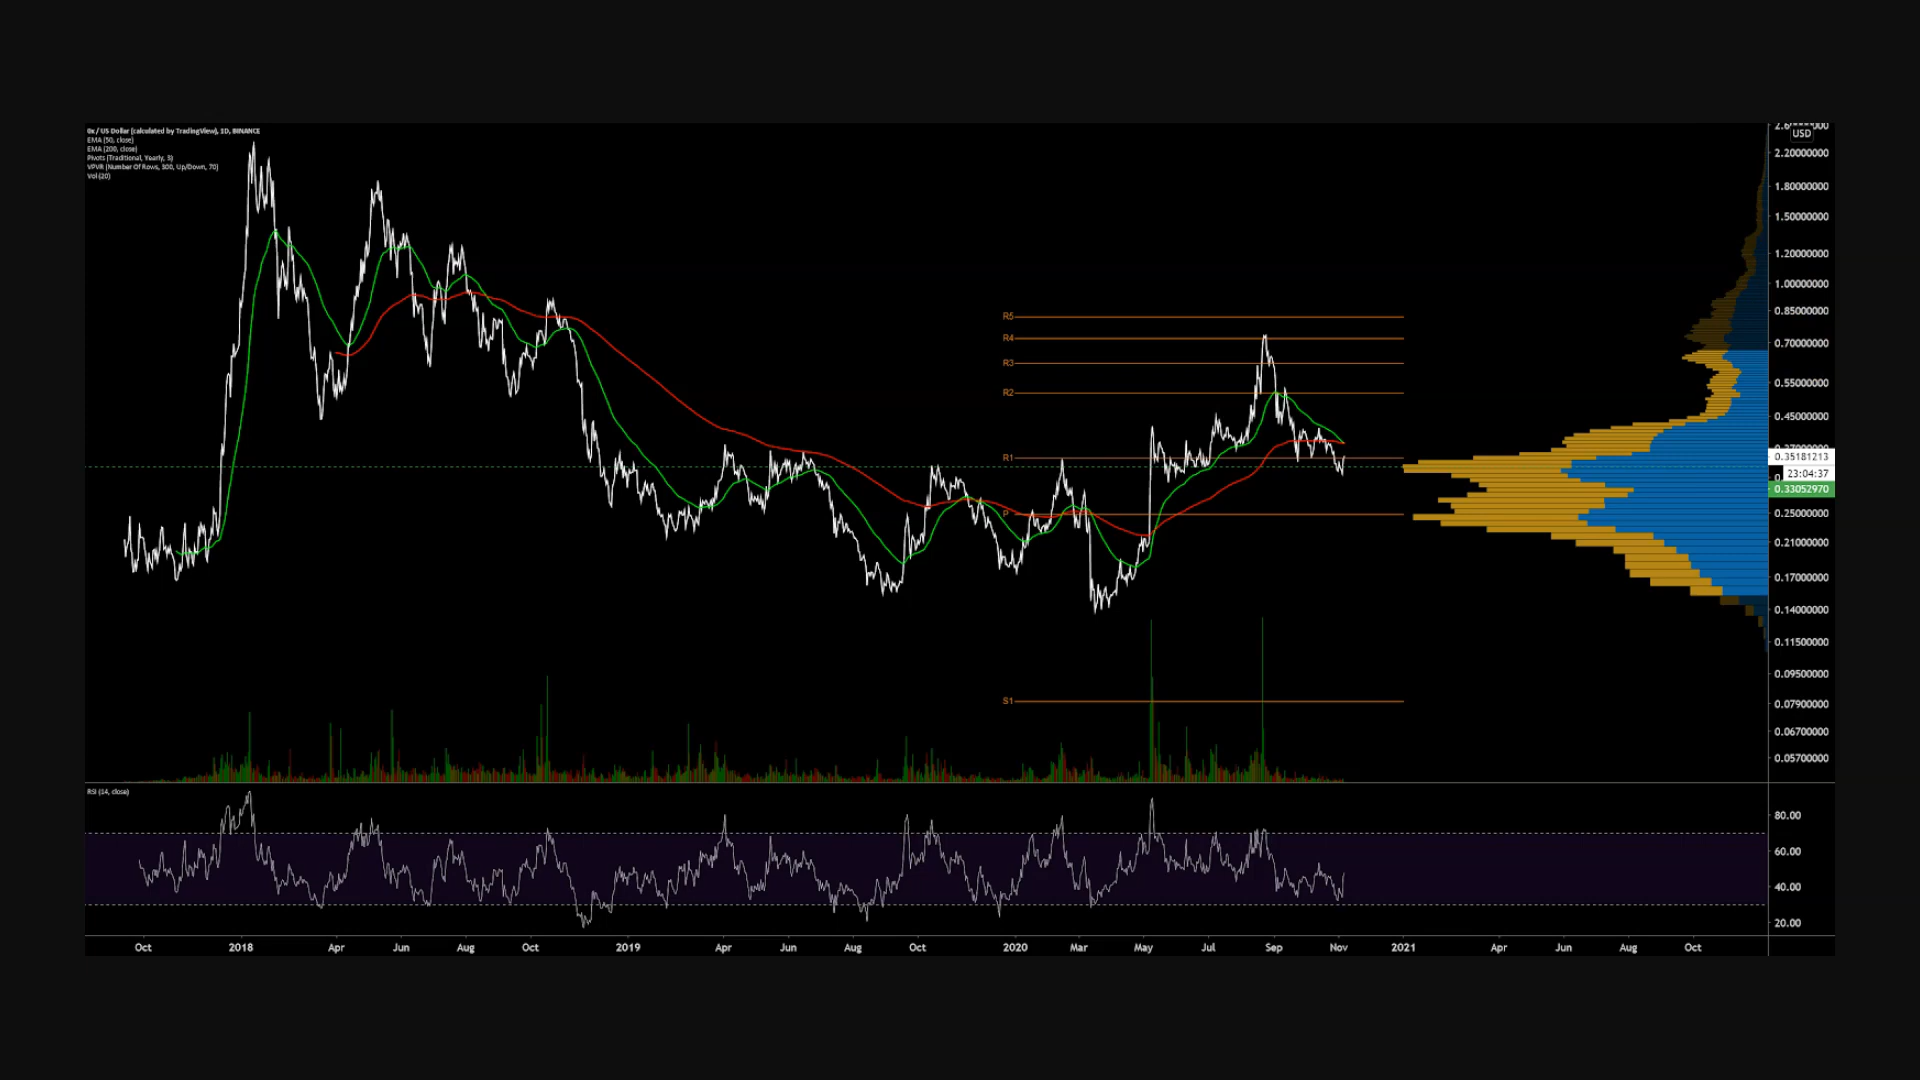 0x / US Dollar (calculated by TradingView), 1D, BINANCE
EMA (50, close)
EMA (200, close)
Pivots (Traditional, Yearly, 3)
VPVR (Number Of Rows, 300, Up/Down, 70)
Vol (20)
USD
2.20000000
1.80000000
1.50000000
1.20000000
1.00000000
0.85000000
0.70000000
0.55000000
0.45000000
0.35181213
23:04:37
0.33052970
0.25000000
0.21000000
0.17000000
0.14000000
0.11500000
0.09500000
0.07900000
0.06700000
0.05700000
R5
R4
R3
R2
R1
P
S1
RSI (14, close)
80.00
60.00
40.00
20.00
Oct 2018 Apr Jun Aug Oct 2019 Apr Jun Aug Oct 2020 Mar May Jul Sep Nov 2021 Apr Jun Aug Oct